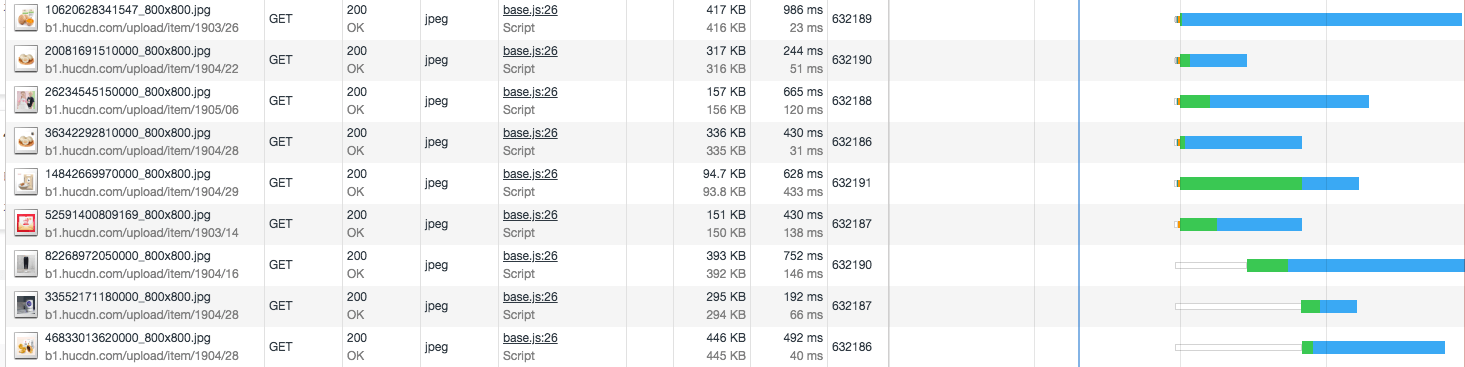 10620628341547_800x800.jpg GET 200 jpeg base.js:26 417 KB 986 ms 632189
b1.hucdn.com/upload/item/1903/26 OK Script 416 KB 23 ms
20081691510000_800x800.jpg GET 200 jpeg base.js:26 317 KB 244 ms 632190
b1.hucdn.com/upload/item/1904/22 OK Script 316 KB 51 ms
26234545150000_800x800.jpg GET 200 jpeg base.js:26 157 KB 665 ms 632188
b1.hucdn.com/upload/item/1905/06 OK Script 156 KB 120 ms
36342292810000_800x800.jpg GET 200 jpeg base.js:26 336 KB 430 ms 632186
b1.hucdn.com/upload/item/1904/28 OK Script 335 KB 31 ms
14842669970000_800x800.jpg GET 200 jpeg base.js:26 94.7 KB 628 ms 632191
b1.hucdn.com/upload/item/1904/29 OK Script 93.8 KB 433 ms
52591400809169_800x800.jpg GET 200 jpeg base.js:26 151 KB 430 ms 632187
b1.hucdn.com/upload/item/1903/14 OK Script 150 KB 138 ms
82268972050000_800x800.jpg GET 200 jpeg base.js:26 393 KB 752 ms 632190
b1.hucdn.com/upload/item/1904/16 OK Script 392 KB 146 ms
33552171180000_800x800.jpg GET 200 jpeg base.js:26 295 KB 192 ms 632187
b1.hucdn.com/upload/item/1904/28 OK Script 294 KB 66 ms
46833013620000_800x800.jpg GET 200 jpeg base.js:26 446 KB 492 ms 632186
b1.hucdn.com/upload/item/1904/28 OK Script 445 KB 40 ms